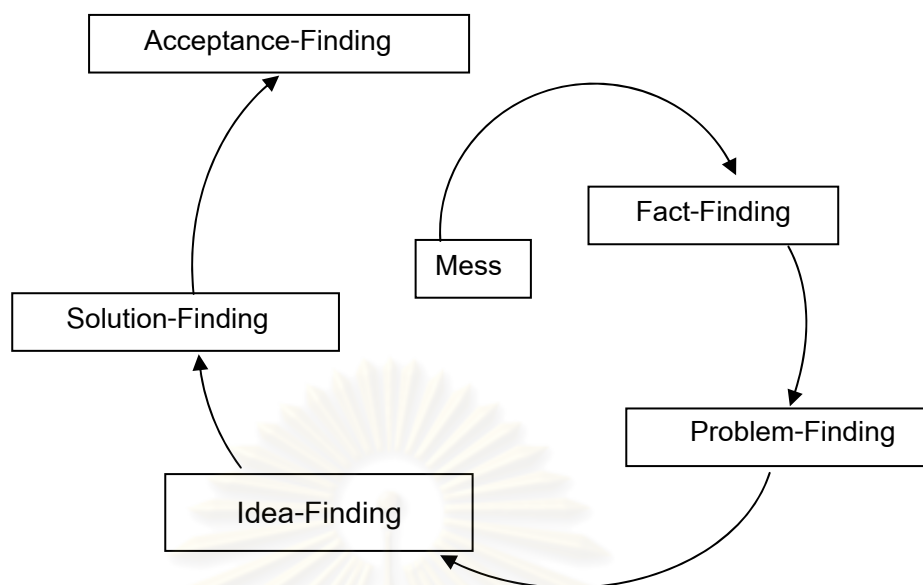 Acceptance-Finding
Fact-Finding
Mess
Solution-Finding
Problem-Finding
Idea-Finding